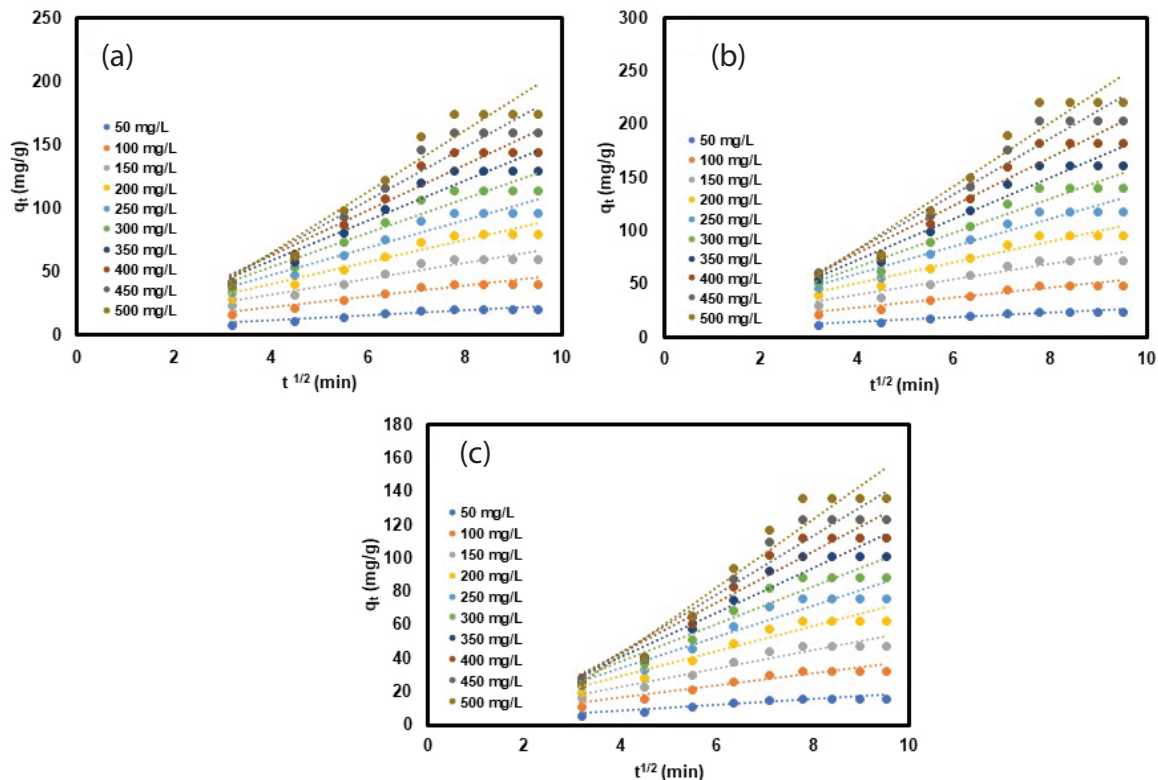 (a)
250
200
150
100
50
0
qt (mg/g)
50 mg/L
100 mg/L
150 mg/L
200 mg/L
250 mg/L
300 mg/L
350 mg/L
400 mg/L
450 mg/L
500 mg/L
0 2 4 6 8 10
t 1/2 (min)
(b)
300
250
200
150
100
50
0
qt (mg/g)
50 mg/L
100 mg/L
150 mg/L
200 mg/L
250 mg/L
300 mg/L
350 mg/L
400 mg/L
450 mg/L
500 mg/L
0 2 4 6 8 10
t1/2 (min)
(c)
180
160
140
120
100
80
60
40
20
0
qt (mg/g)
50 mg/L
100 mg/L
150 mg/L
200 mg/L
250 mg/L
300 mg/L
350 mg/L
400 mg/L
450 mg/L
500 mg/L
0 2 4 6 8 10
t1/2 (min)